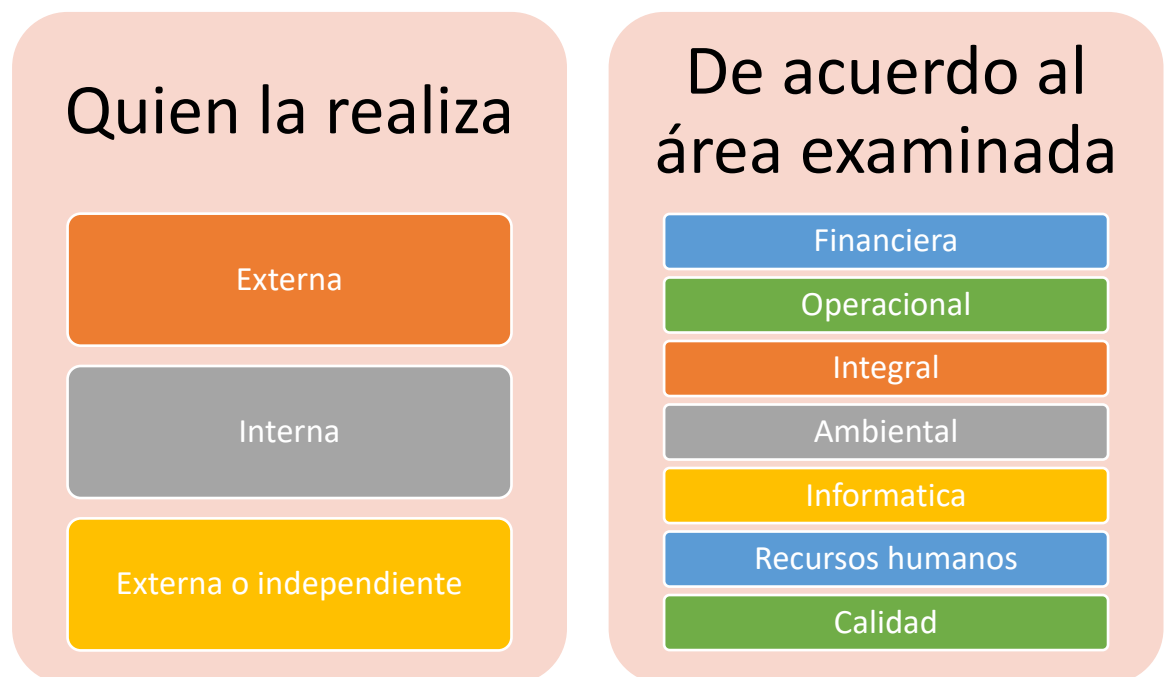 Quien la realiza
Externa
Interna
Externa o independiente
De acuerdo al
área examinada
Financiera
Operacional
Integral
Ambiental
Informatica
Recursos humanos
Calidad